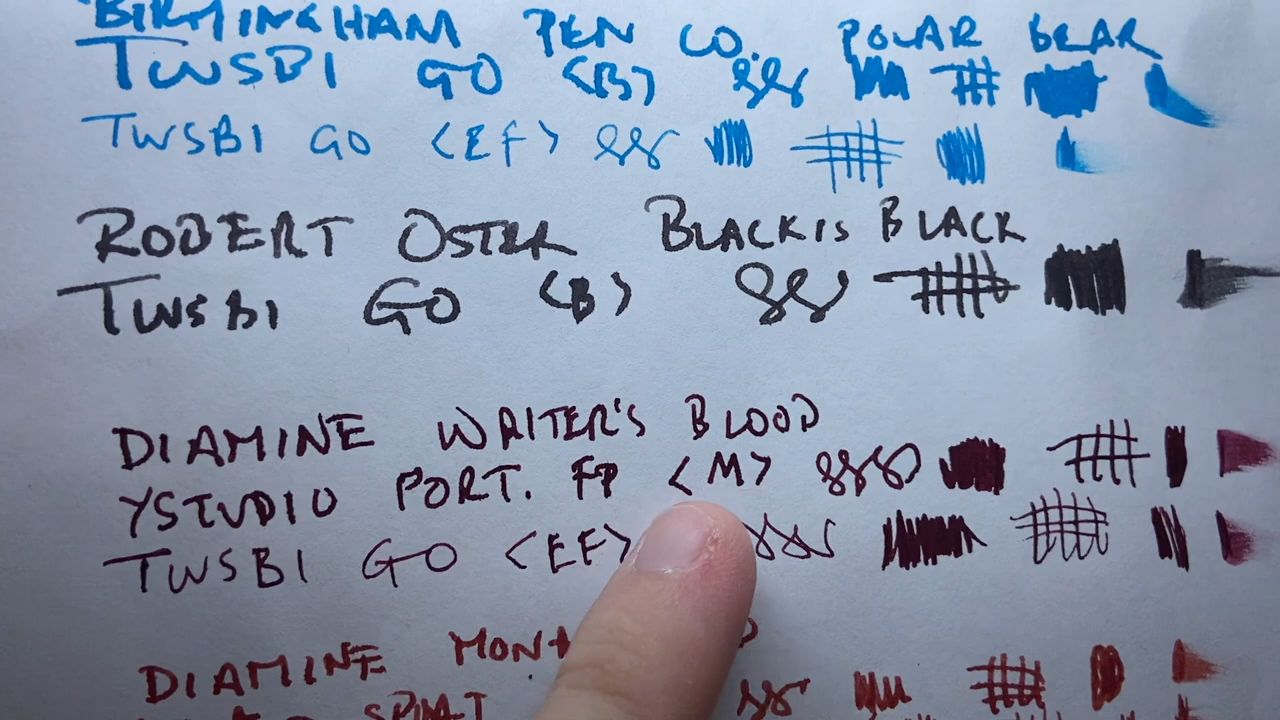 BIRMINGHAM PEN CO. POLAR BEAR
TWSBI GO <B>
TWSBI GO <EF>
ROBERT OSTER BLACK IS BLACK
TWSBI GO <B>
DIAMINE WRITER'S BLOOD
YSTUDIO PORT. FP <M>
TWSBI GO <EF>
DIAMINE